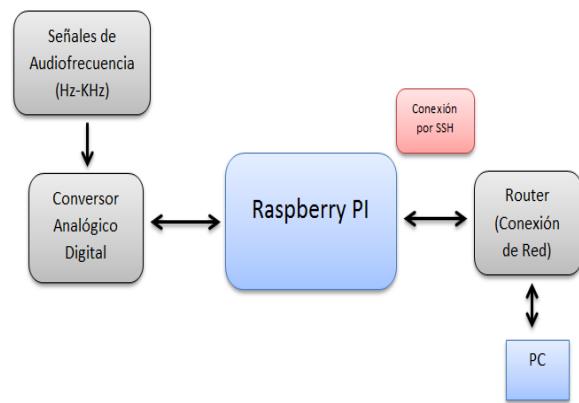 Señales de
Audiofrecuencia
(Hz-KHz)
Conexión
por SSH
Conversor
Analógico
Digital
Raspberry PI
Router
(Conexión
de Red)
PC